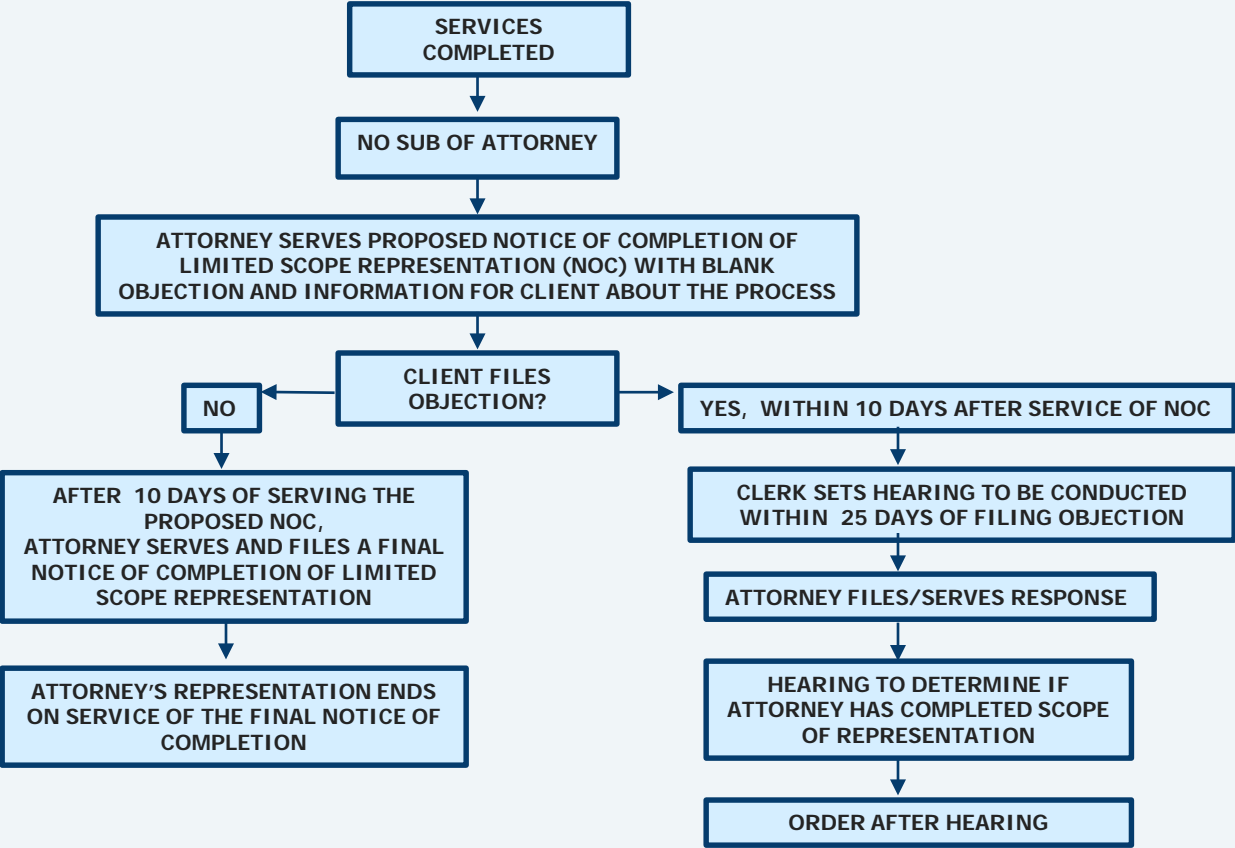 SERVICES
COMPLETED
NO SUB OF ATTORNEY
ATTORNEY SERVES PROPOSED NOTICE OF COMPLETION OF
LIMITED SCOPE REPRESENTATION (NOC) WITH BLANK
OBJECTION AND INFORMATION FOR CLIENT ABOUT THE PROCESS
CLIENT FILES
OBJECTION?
NO
AFTER 10 DAYS OF SERVING THE
PROPOSED NOC,
ATTORNEY SERVES AND FILES A FINAL
NOTICE OF COMPLETION OF LIMITED
SCOPE REPRESENTATION
ATTORNEY’S REPRESENTATION ENDS
ON SERVICE OF THE FINAL NOTICE OF
COMPLETION
YES, WITHIN 10 DAYS AFTER SERVICE OF NOC
CLERK SETS HEARING TO BE CONDUCTED
WITHIN 25 DAYS OF FILING OBJECTION
ATTORNEY FILES/SERVES RESPONSE
HEARING TO DETERMINE IF
ATTORNEY HAS COMPLETED SCOPE
OF REPRESENTATION
ORDER AFTER HEARING